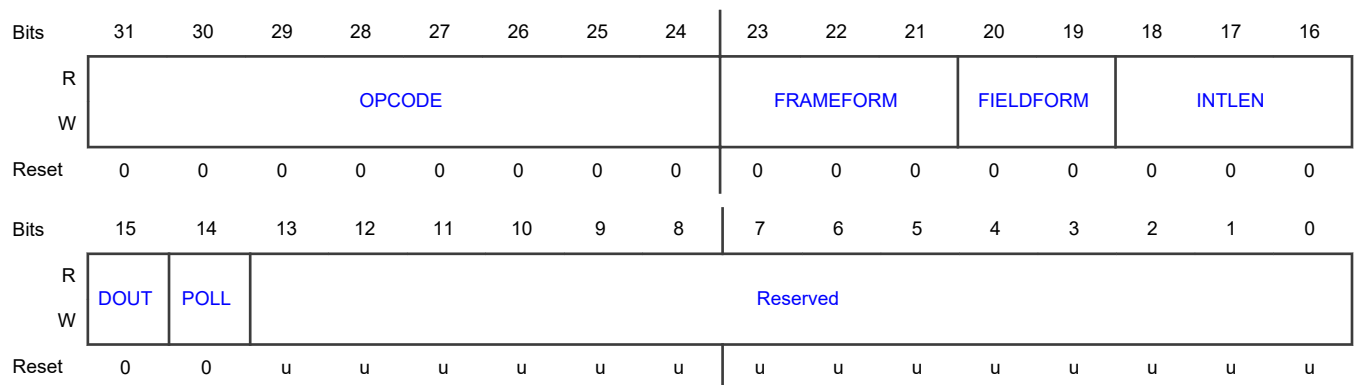 Bits 31 30 29 28 27 26 25 24 23 22 21 20 19 18 17 16
R
OPCODE FRAMEFORM FIELDFORM INTLEN
W
Reset 0 0 0 0 0 0 0 0 0 0 0 0 0 0 0 0
Bits 15 14 13 12 11 10 9 8 7 6 5 4 3 2 1 0
R
DOUT POLL Reserved
W
Reset 0 0 u u u u u u u u u u u u u u